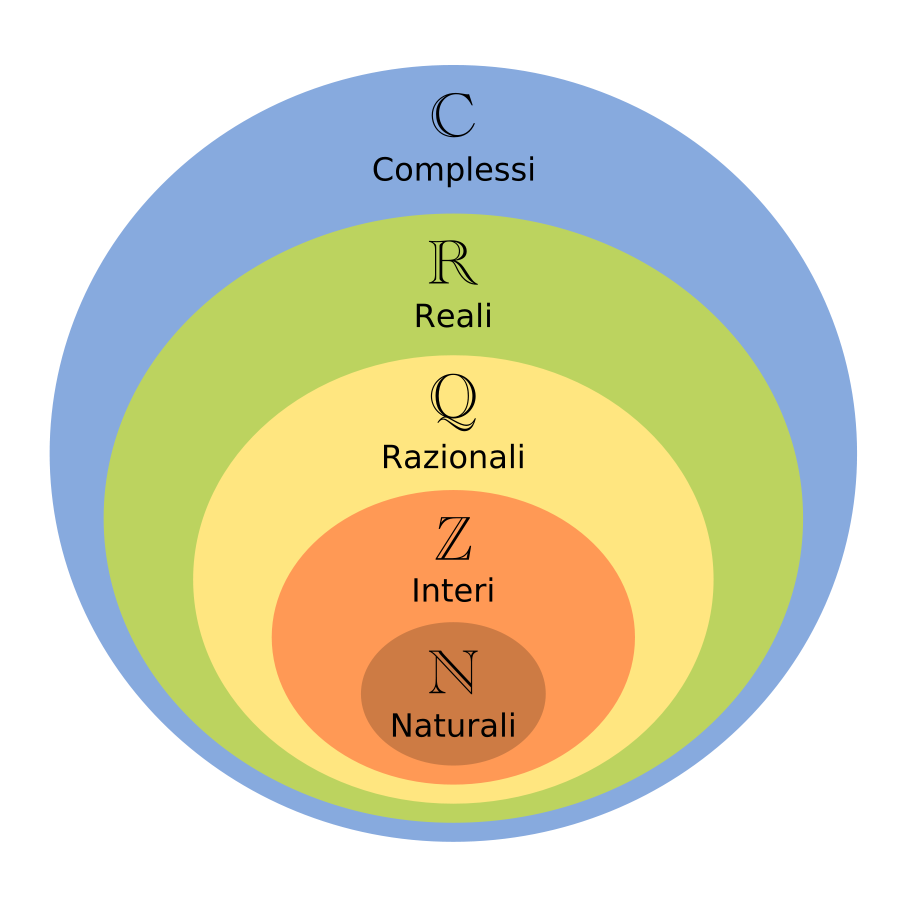 ℂ
Complessi
ℝ
Reali
ℚ
Razionali
ℤ
Interi
ℕ
Naturali